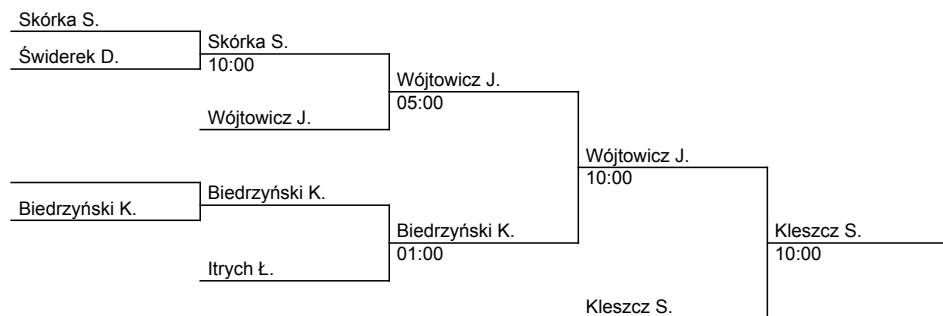 Skórka S.
Świderek D.
Skórka S.
10:00
Wójtowicz J.
Wójtowicz J.
05:00
Biedrzyński K.
Biedrzyński K.
Itrych Ł.
Biedrzyński K.
01:00
Wójtowicz J.
10:00
Kleszcz S.
Kleszcz S.
10:00